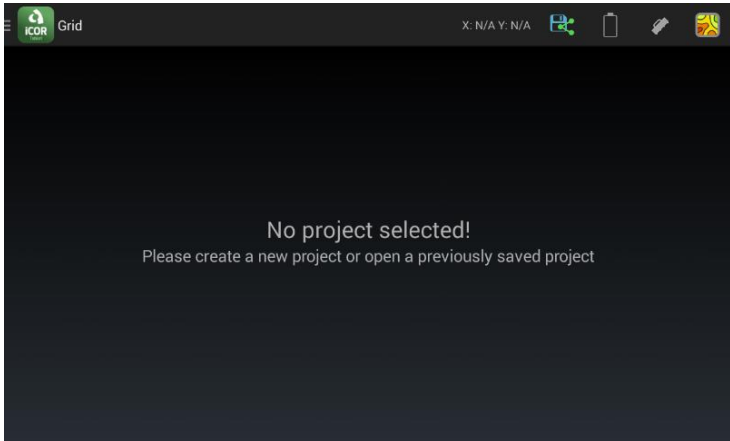 iCOR
Grid
X: N/A Y: N/A
No project selected!
Please create a new project or open a previously saved project